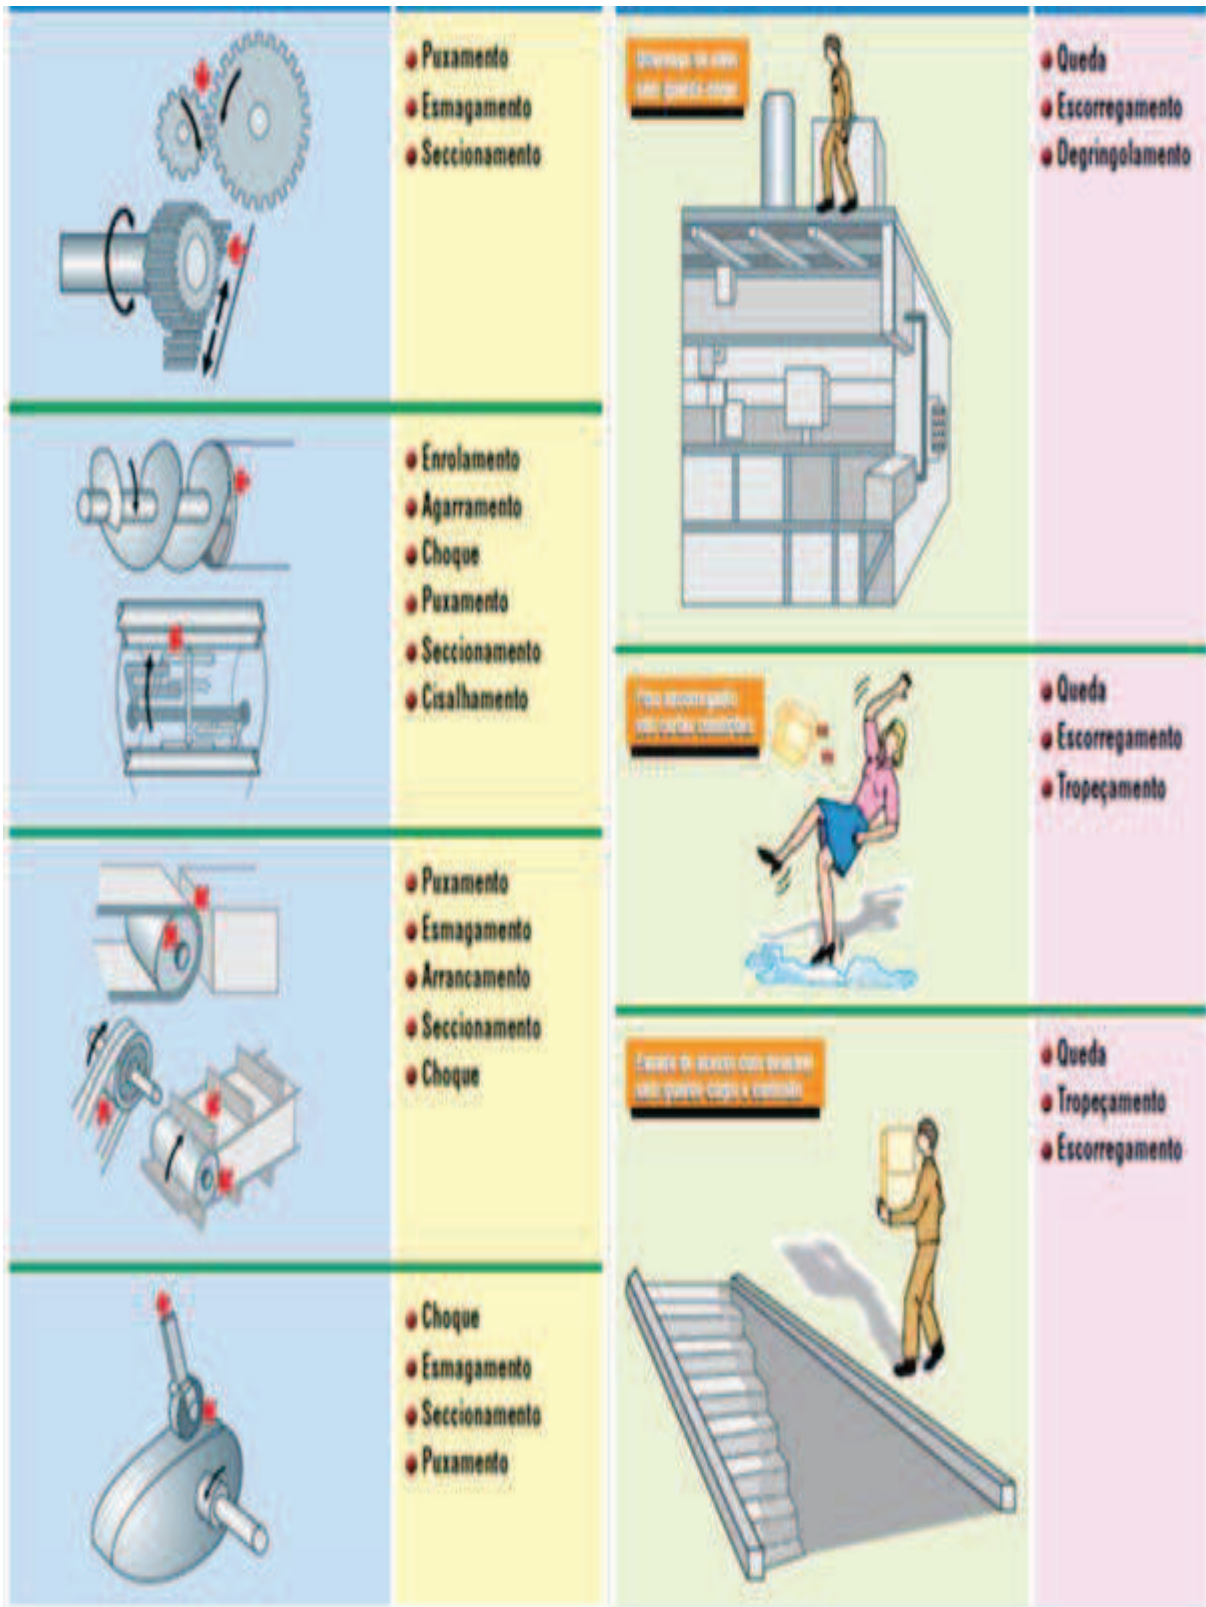 Puxamento
Esmagamento
Seccionamento
Enrolamento
Agarramento
Choque
Puxamento
Seccionamento
Cisalhamento
Puxamento
Esmagamento
Arrancamento
Seccionamento
Choque
Choque
Esmagamento
Seccionamento
Puxamento
Queda
Escorregamento
Degringolamento
Queda
Escorregamento
Tropeçamento
Queda
Tropeçamento
Escorregamento